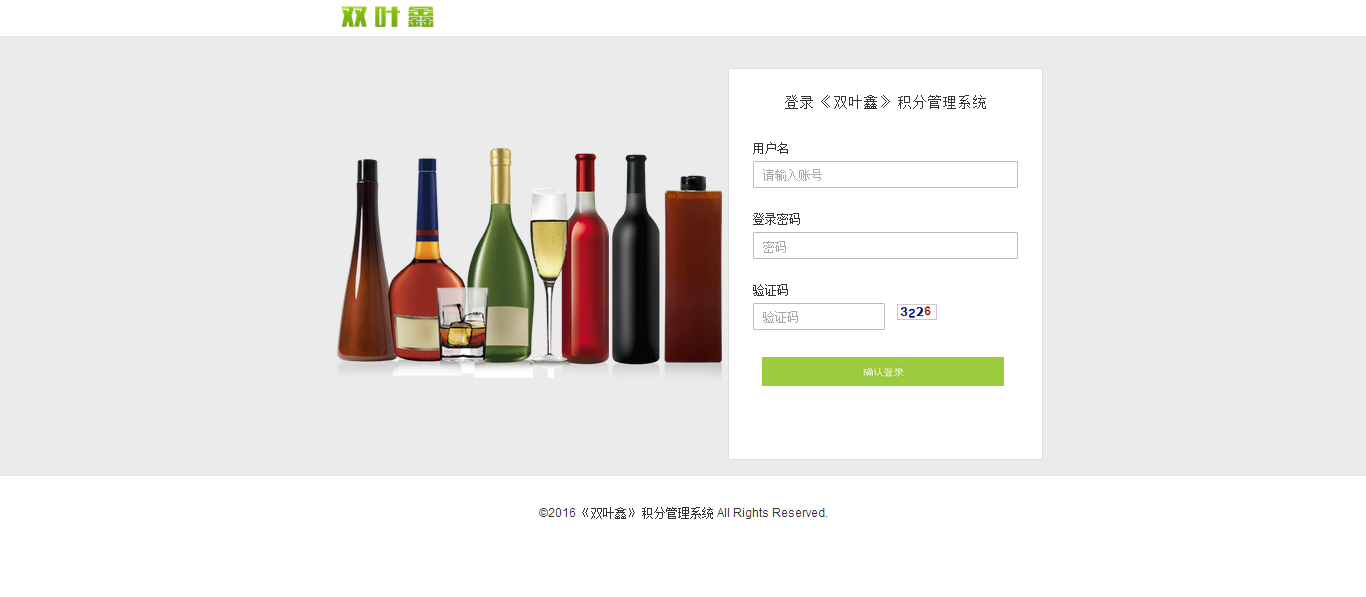 双叶鑫
登录《双叶鑫》积分管理系统
用户名
请输入账号
登录密码
密码
验证码
验证码 3226
确认登录
©2016《双叶鑫》积分管理系统 All Rights Reserved.